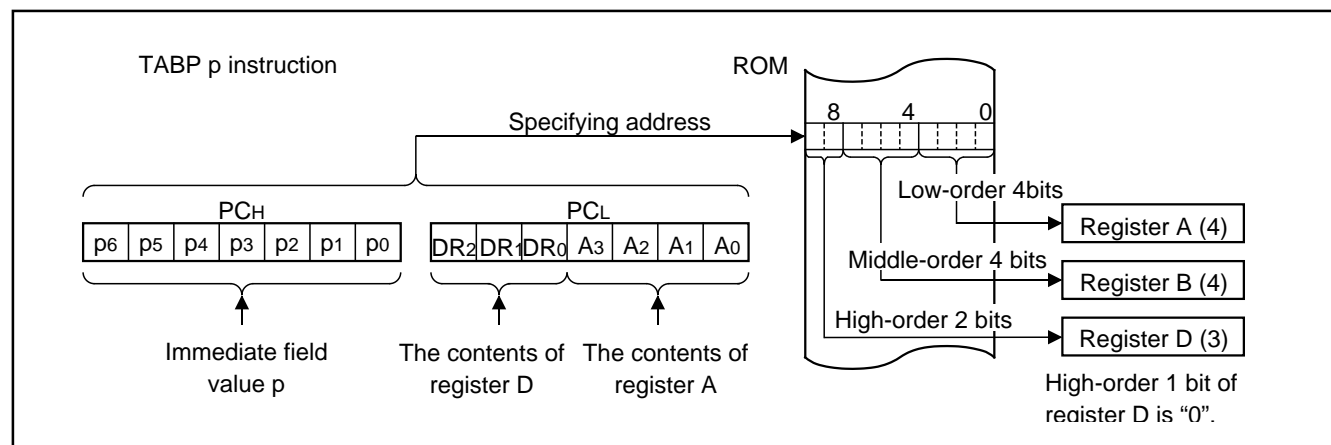 TABP p instruction
ROM
8 4 0
Specifying address
Low-order 4bits
PCH PCL
p6 p5 p4 p3 p2 p1 p0 DR2 DR1 DR0 A3 A2 A1 A0
Register A (4)
Middle-order 4 bits
Register B (4)
High-order 2 bits
Register D (3)
Immediate field
value p
The contents of
register D
The contents of
register A
High-order 1 bit of
register D is “0”.